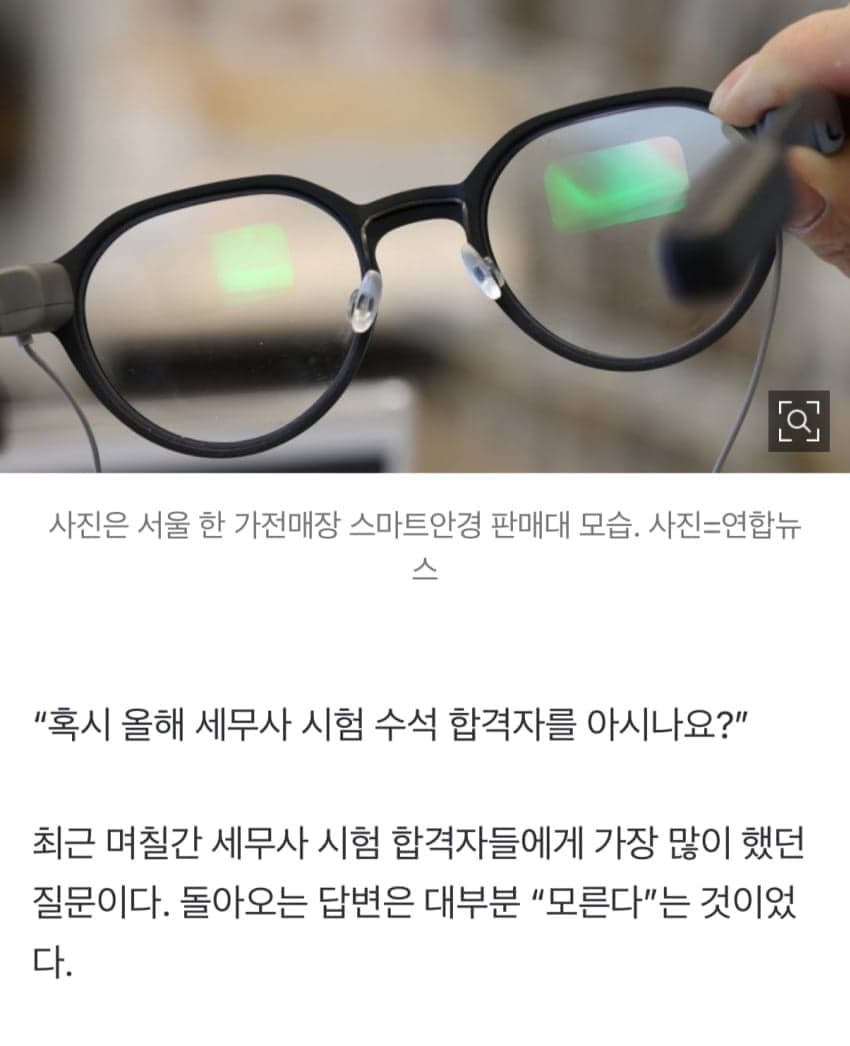 사진은 서울 한 가전매장 스마트안경 판매대 모습. 사진=연합뉴
스
“혹시 올해 세무사 시험 수석 합격자를 아시나요?”
최근 며칠간 세무사 시험 합격자들에게 가장 많이 했던
질문이다. 돌아오는 답변은 대부분 “모른다”는 것이었
다.